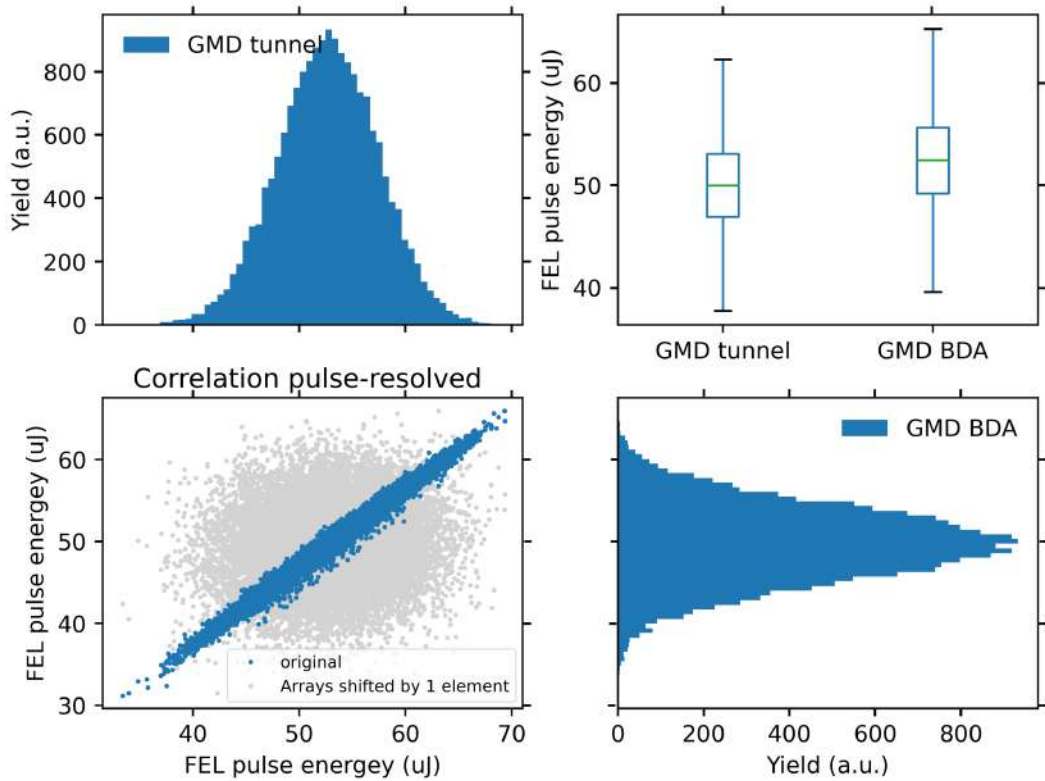 GMD tunnel
Yield (a.u.)
800
600
400
200
0
FEL pulse energy (uJ)
60
50
40
GMD tunnel
GMD BDA
Correlation pulse-resolved
FEL pulse energey (uJ)
60
50
40
30
original
Arrays shifted by 1 element
40 50 60 70
FEL pulse energey (uJ)
GMD BDA
0 200 400 600 800
Yield (a.u.)